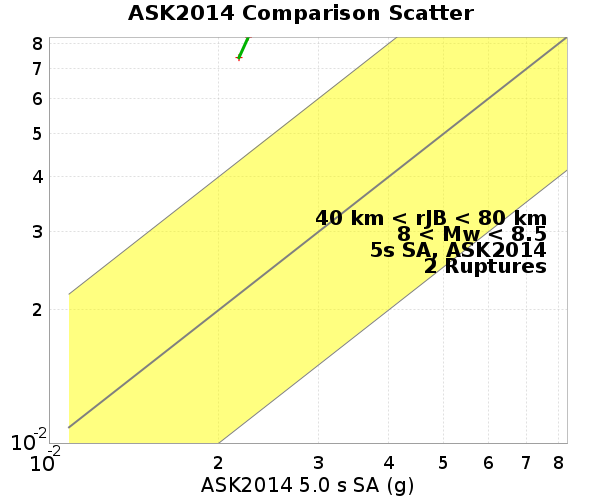 ASK2014 Comparison Scatter
8
7
6
5
4
3
2
10-2
40 km < rJB < 80 km
8 < Mw < 8.5
5s SA, ASK2014
2 Ruptures
10-2 2 3 4 5 6 7 8
ASK2014 5.0 s SA (g)